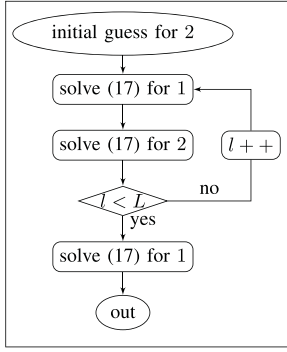 initial guess for 2
solve (17) for 1
solve (17) for 2
l + +
l < L
no
yes
solve (17) for 1
out